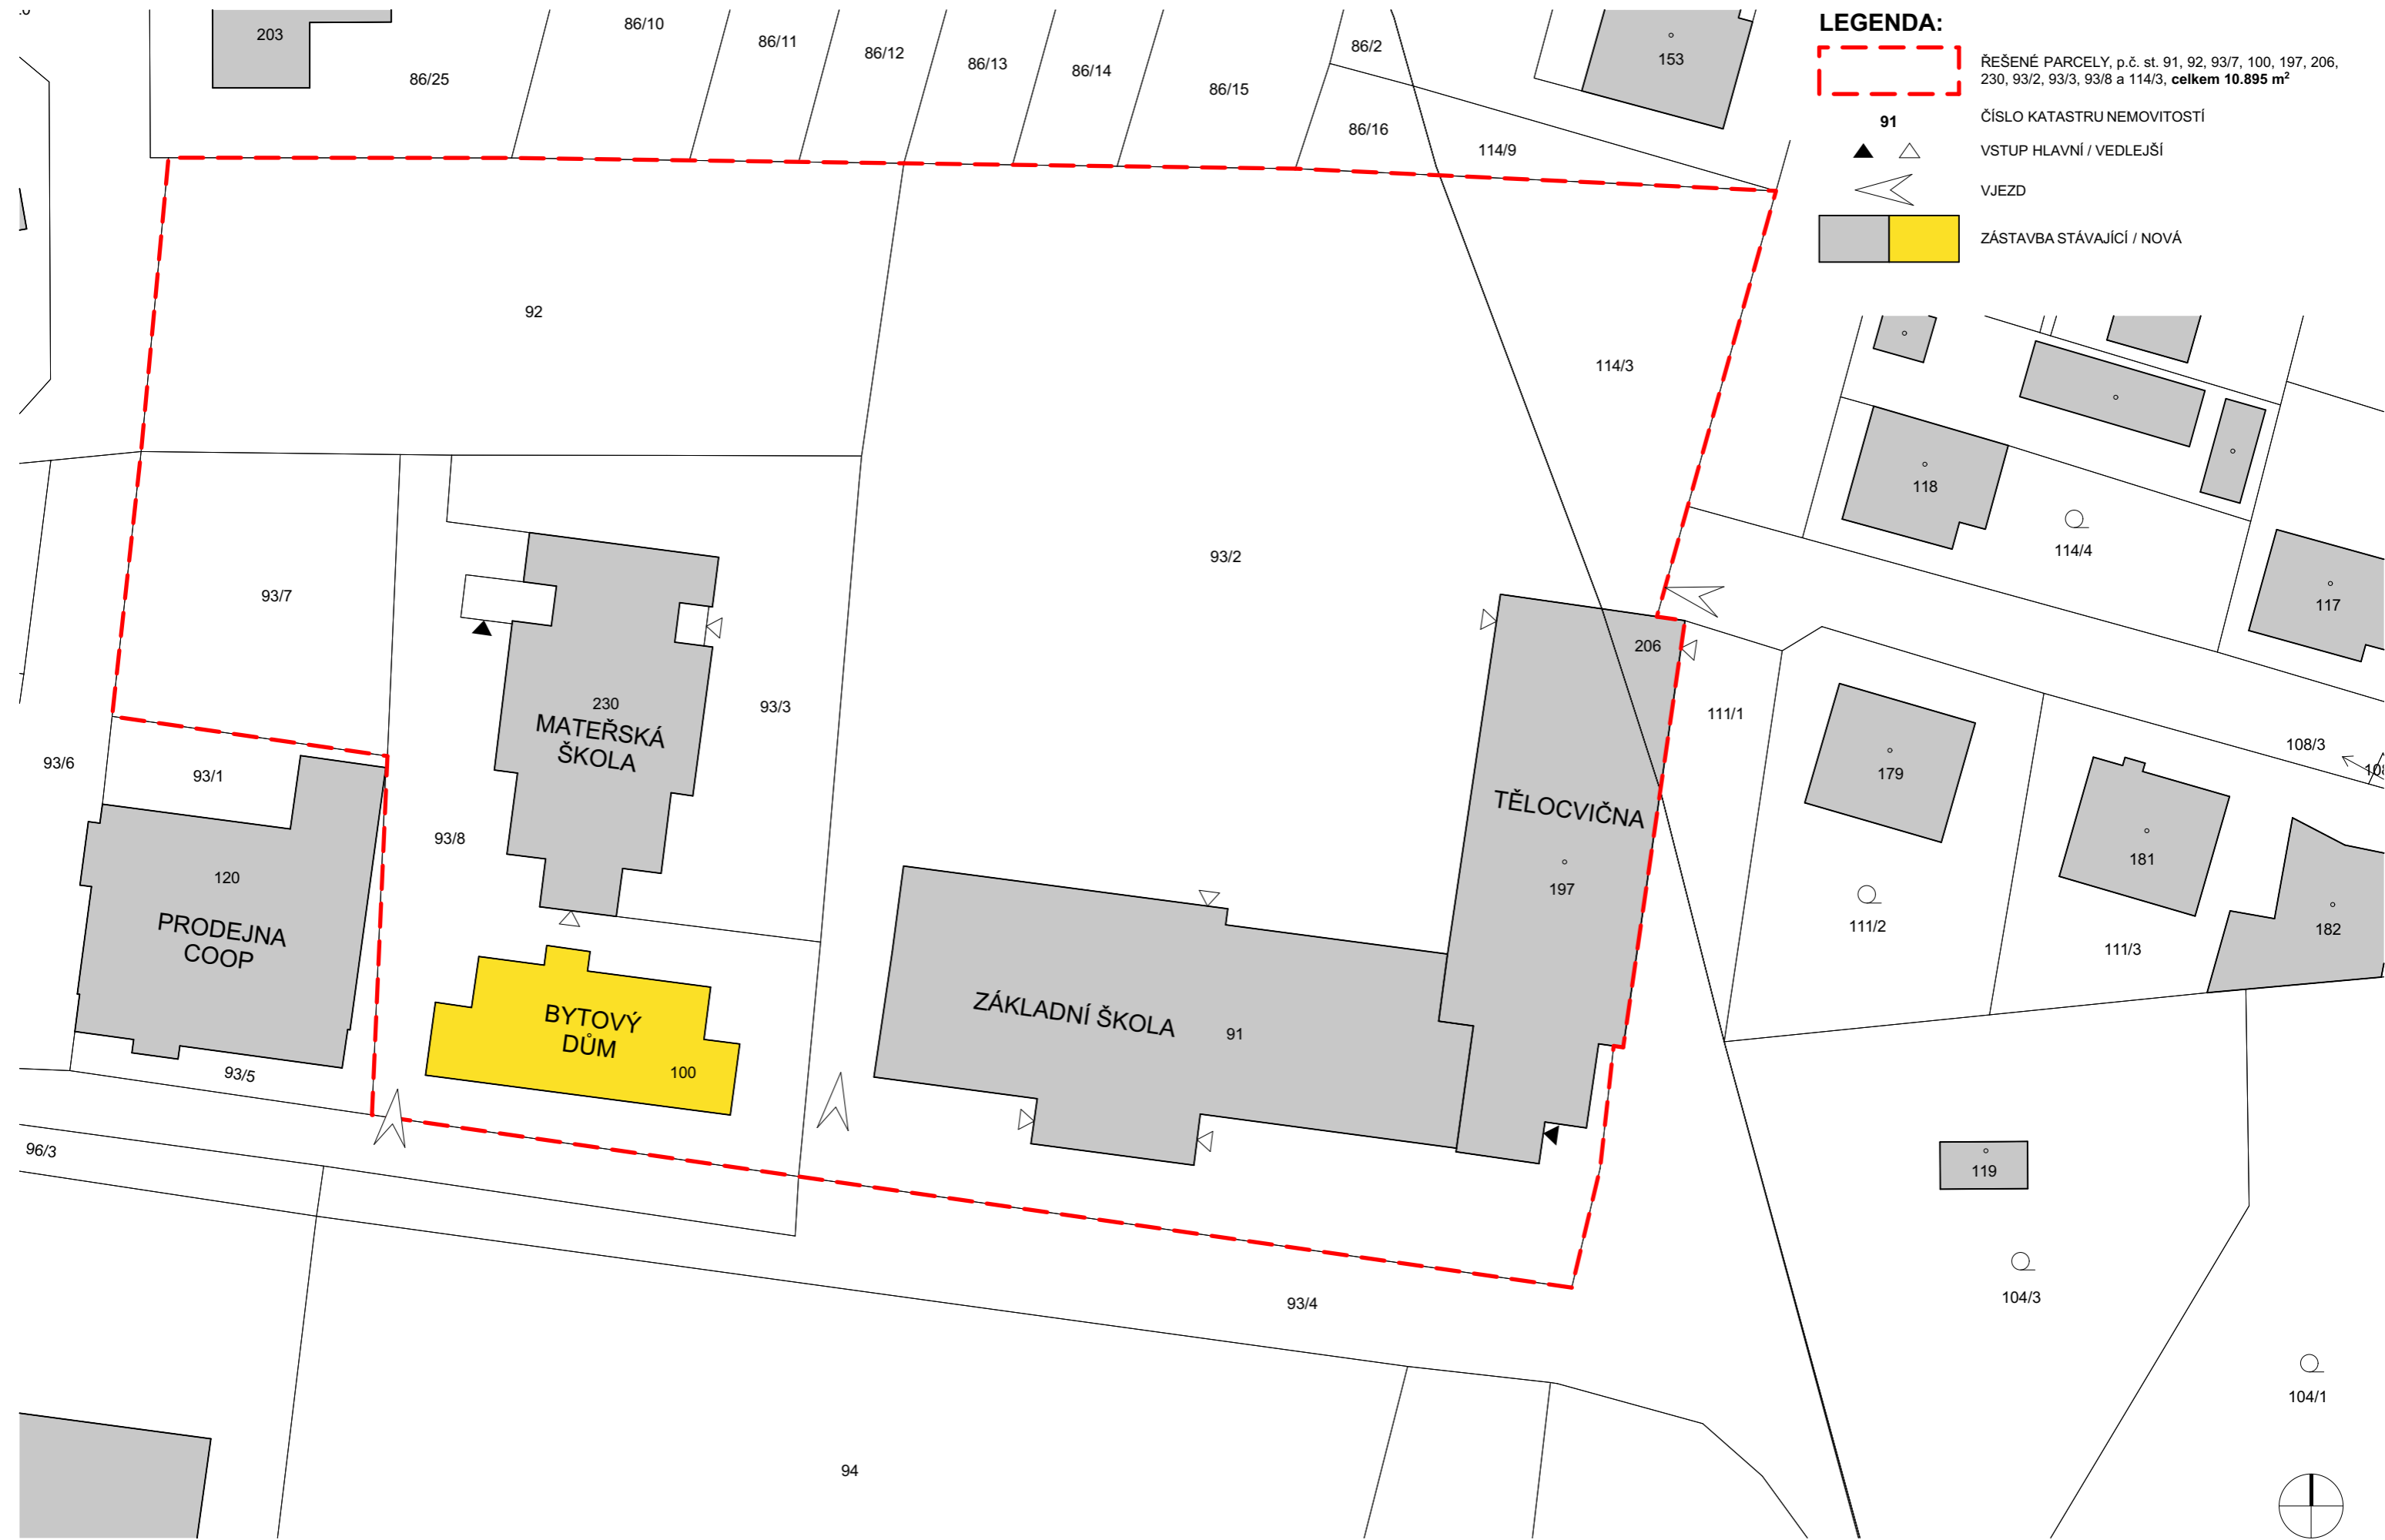 LEGENDA:
ŘEŠENÉ PARCELY, p.č. st. 91, 92, 93/7, 100, 197, 206,
230, 93/2, 93/3, 93/8 a 114/3, celkem 10.895 m²
91
ČÍSLO KATASTRU NEMOVITOSTÍ
VSTUP HLAVNÍ / VEDLEJŠÍ
VJEZD
ZÁSTAVBA STÁVAJÍCÍ / NOVÁ
203
86/25
86/10
86/11
86/12
86/13
86/14
86/15
86/2
86/16
114/9
153
92
114/3
118
114/4
117
93/7
93/2
206
230
MATEŘSKÁ
ŠKOLA
93/3
111/1
93/6
93/1
93/8
179
108/3
TĚLOCVIČNA
197
181
120
PRODEJNA
COOP
111/2
111/3
182
BYTOVÝ
DŮM
100
ZÁKLADNÍ ŠKOLA
91
93/5
96/3
119
93/4
104/3
104/1
94